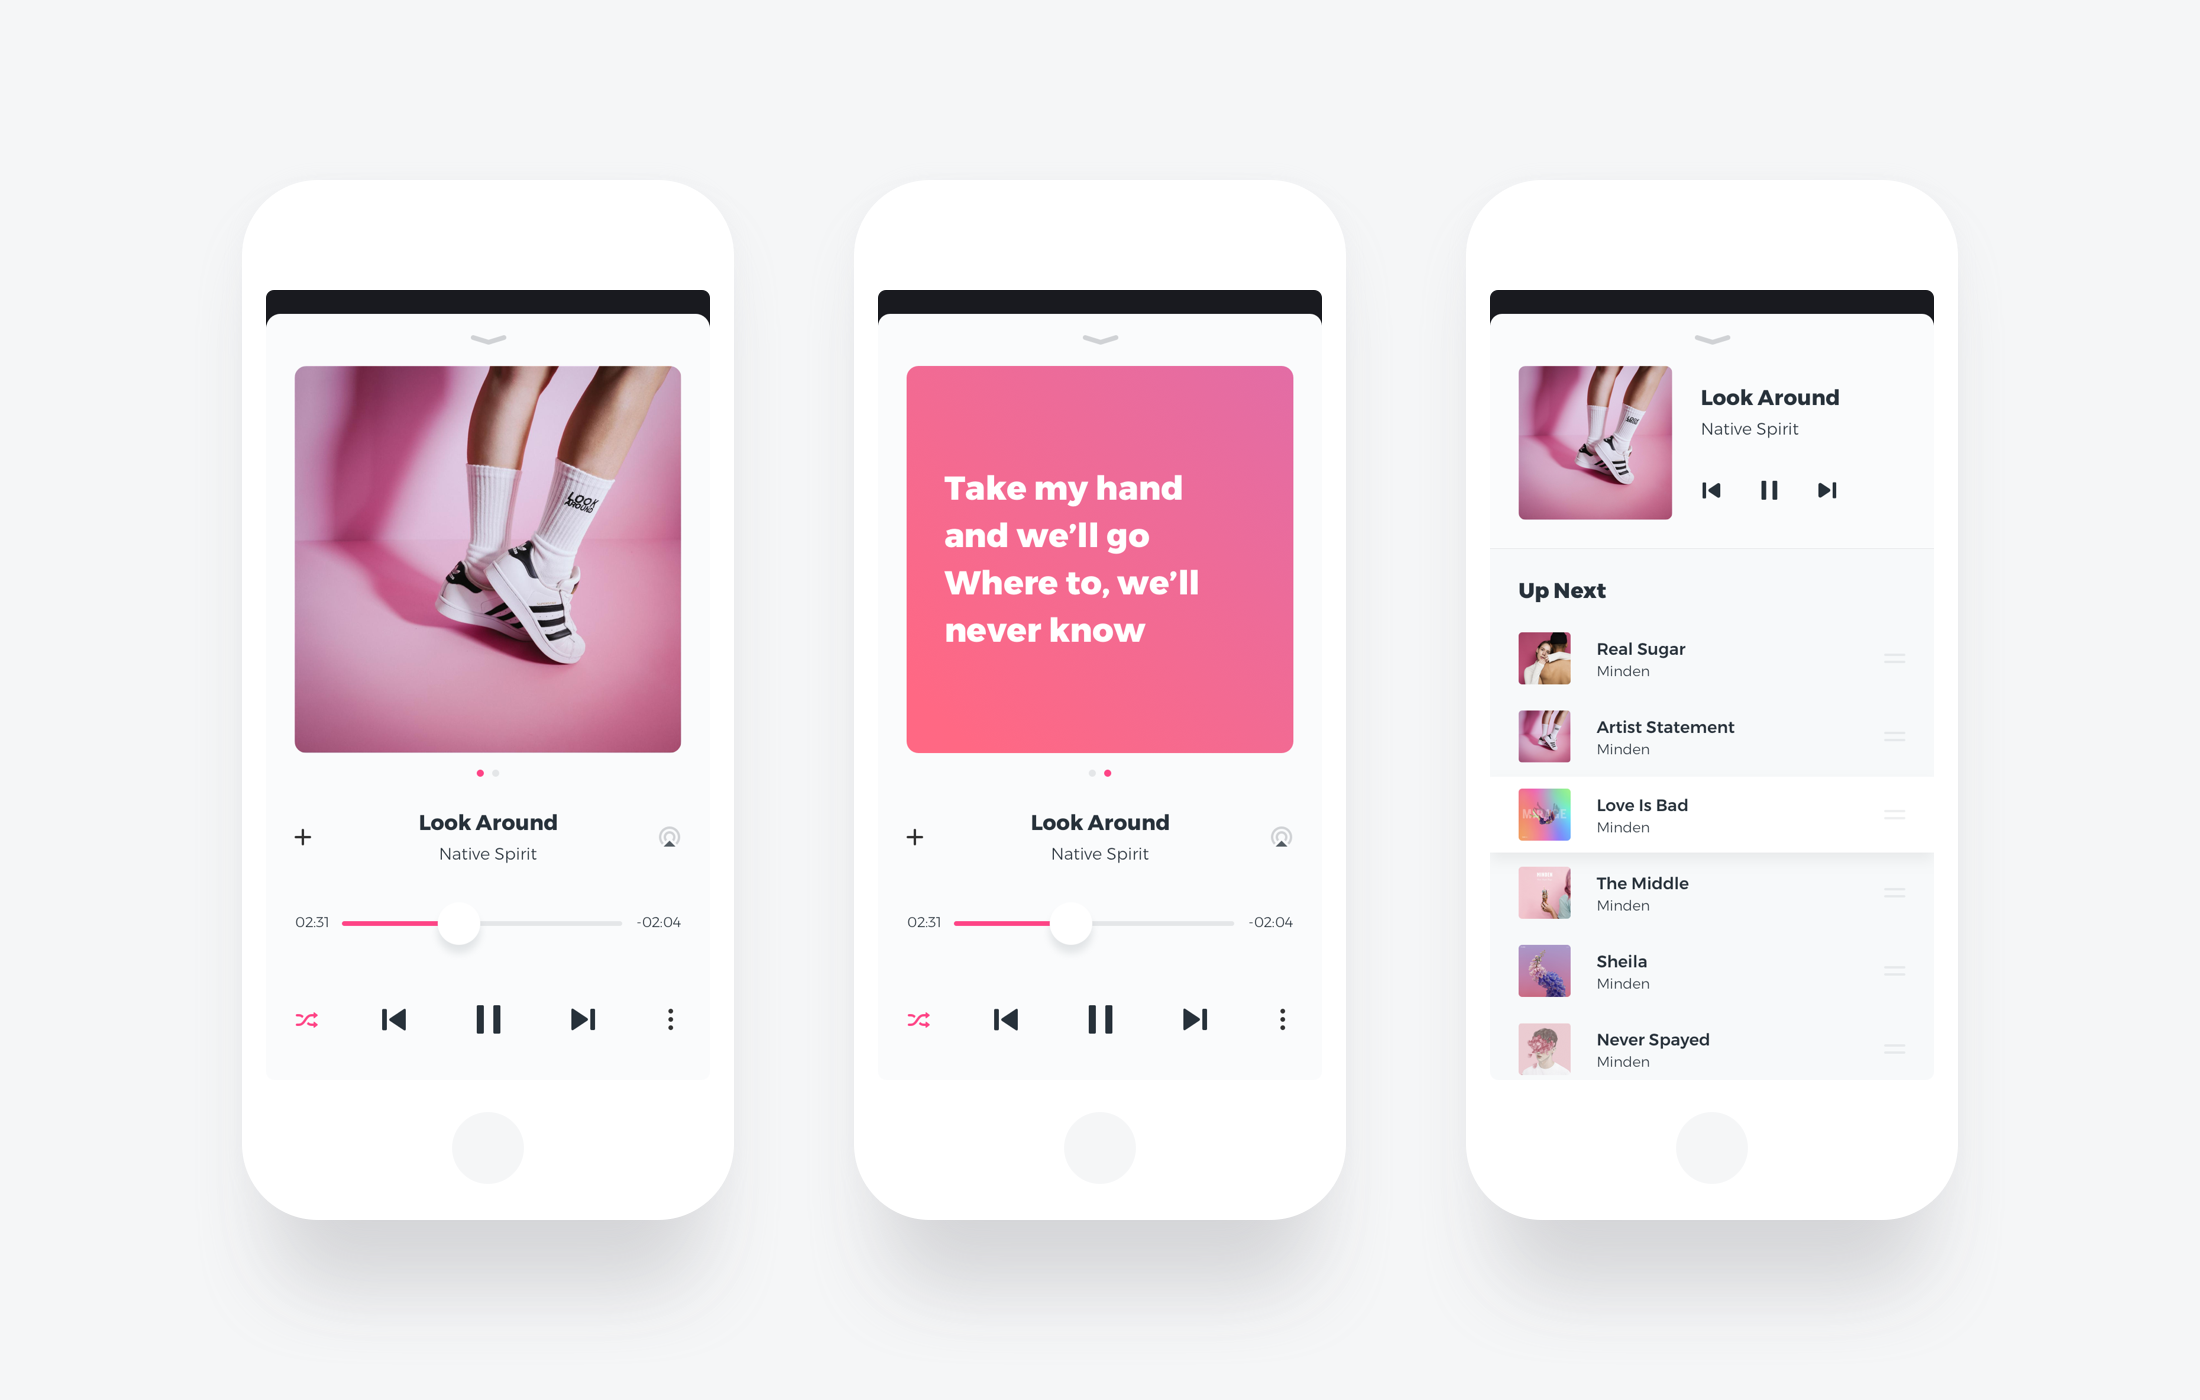 LOOK
AROUND
Look Around
Native Spirit
02:31
-02:04
Take my hand
and we’ll go
Where to, we’ll
never know
Look Around
Native Spirit
02:31
-02:04
Look Around
Native Spirit
Up Next
Real Sugar
Minden
Artist Statement
Minden
Love Is Bad
Minden
The Middle
Minden
Sheila
Minden
Never Spayed
Minden